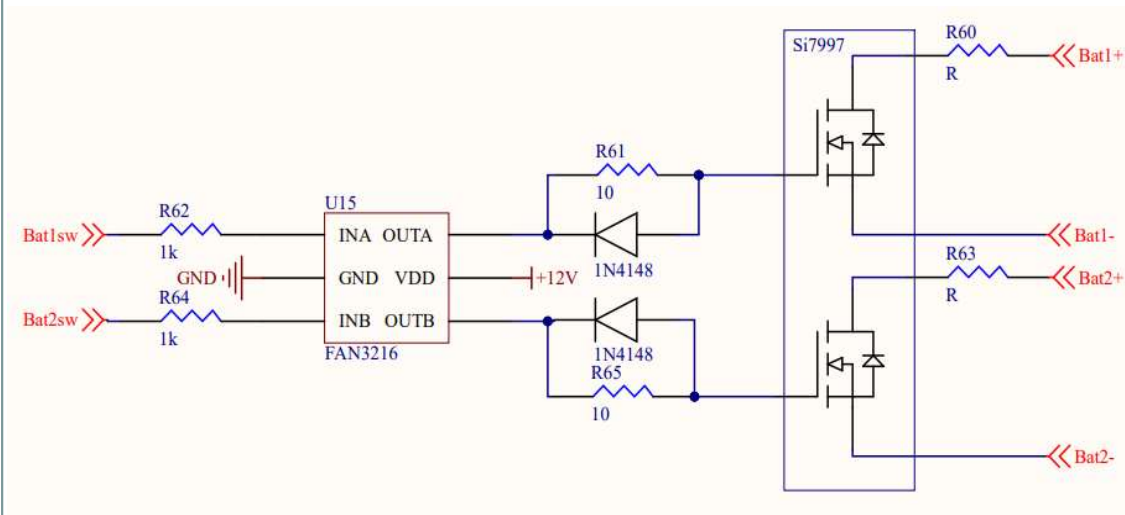 Si7997
R60
R
Bat1+
R61
10
1N4148
U15
R62
1k
Bat1sw
INA OUTA
GND
GND VDD
+12V
R64
1k
Bat2sw
INB OUTB
FAN3216
1N4148
R65
10
Bat1-
R63
R
Bat2+
Bat2-